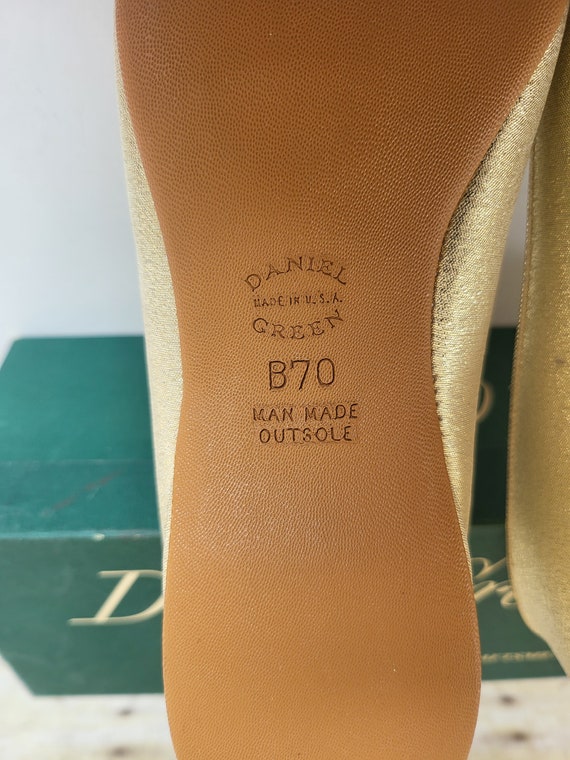 DANIEL
MADE IN U.S.A.
GREEN
B70
MAN MADE
OUTSOLE